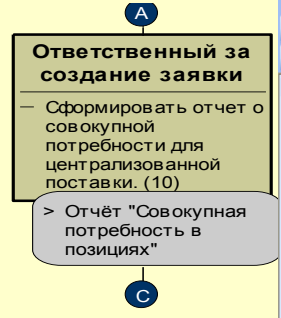 A
Ответственный за
создание заявки
— Сформировать отчет о
совокупной
потребности для
централизованной
поставки. (10)
> Отчёт "Совокупная
потребность в
позициях"
C